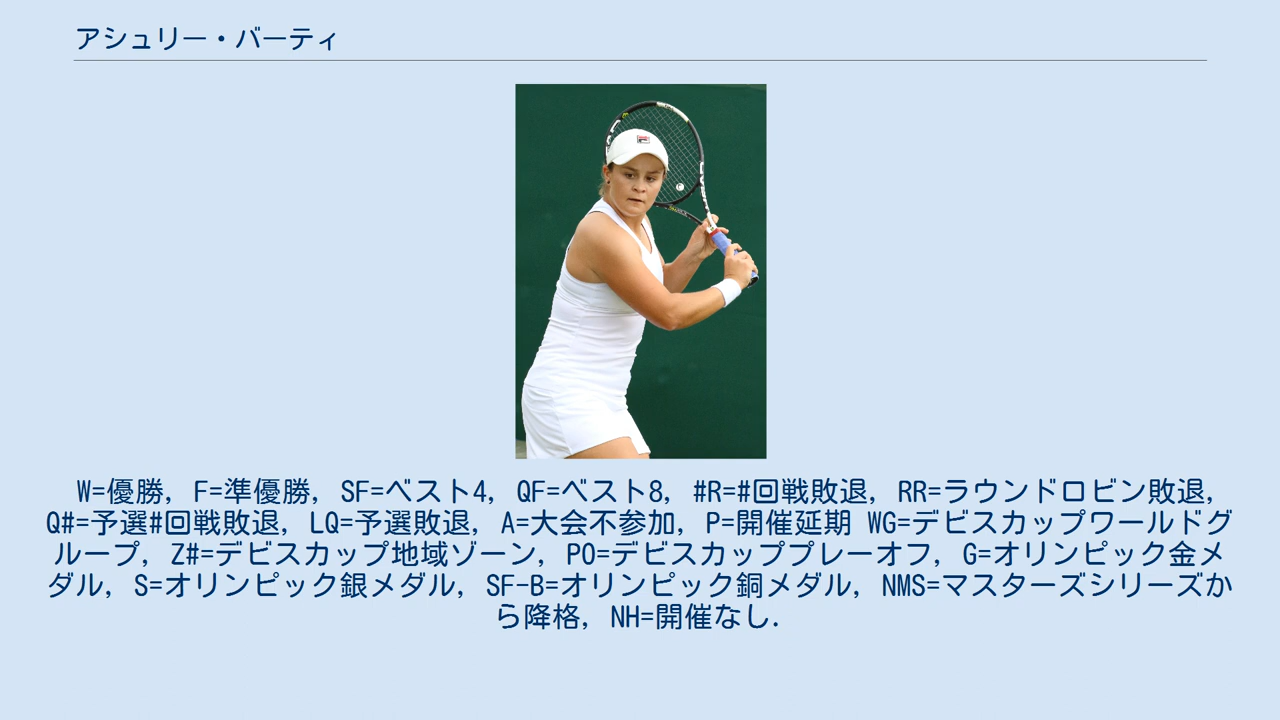 アシュリー・バーティ
W=優勝, F=準優勝, SF=ベスト4, QF=ベスト8, #R=#回戦敗退, RR=ラウンドロビン敗退,
Q#=予選#回戦敗退, LQ=予選敗退, A=大会不参加, P=開催延期 WG=デビスカップワールドグ
ループ, Z#=デビスカップ地域ゾーン, PO=デビスカッププレーオフ, G=オリンピック金メ
ダル, S=オリンピック銀メダル, SF-B=オリンピック銅メダル, NMS=マスターズシリーズか
ら降格, NH=開催なし.